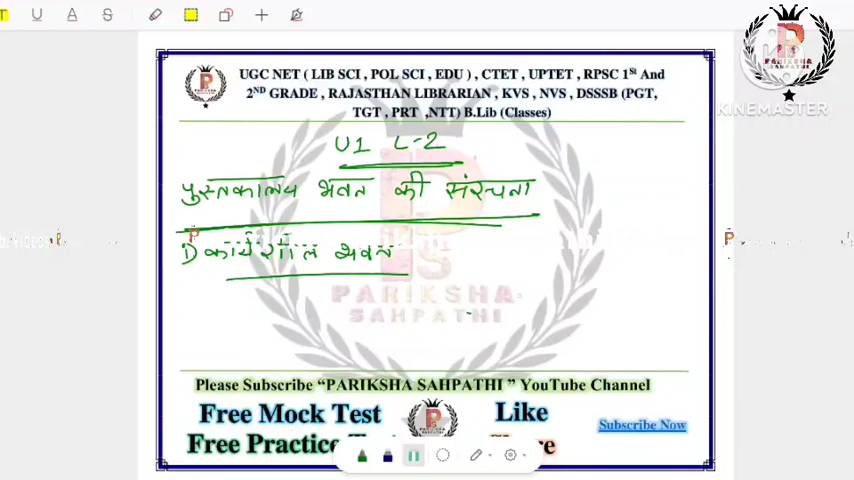 T U A S
KINEMASTER
UGC NET ( LIB SCI , POL SCI , EDU ) , CTET , UPTET , RPSC 1St And
2ND GRADE , RAJASTHAN LIBRARIAN , KVS , NVS , DSSSB (PGT,
TGT , PRT ,NTT) B.Lib (Classes)
U1 L-2
पुस्तकालय भवन की संरचना
1) कार्यशील भवन
PARIKSHA
SAHPATHI
Please Subscribe “PARIKSHA SAHPATHI ” YouTube Channel
Free Mock Test
Like
Subscribe Now
Free Practice